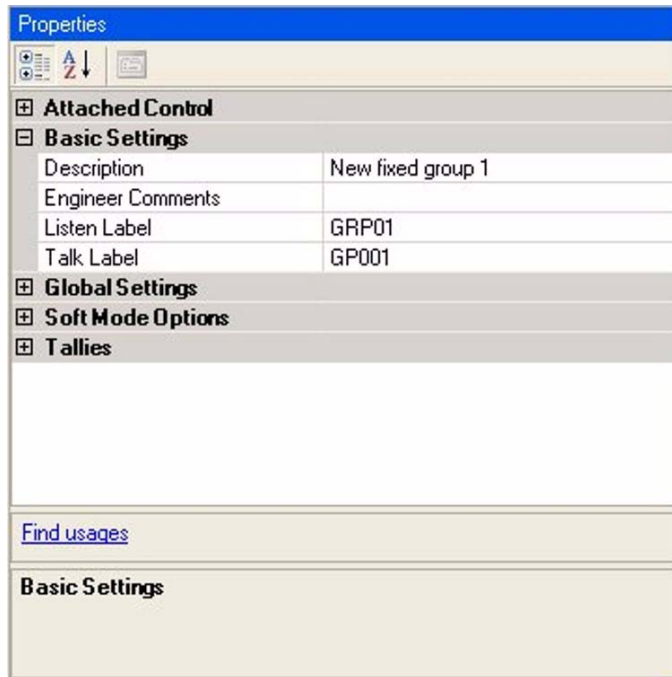 Properties
A Z
Attached Control
Basic Settings
Description New fixed group 1
Engineer Comments
Listen Label GRP01
Talk Label GP001
Global Settings
Soft Mode Options
Tallies
Find usages
Basic Settings